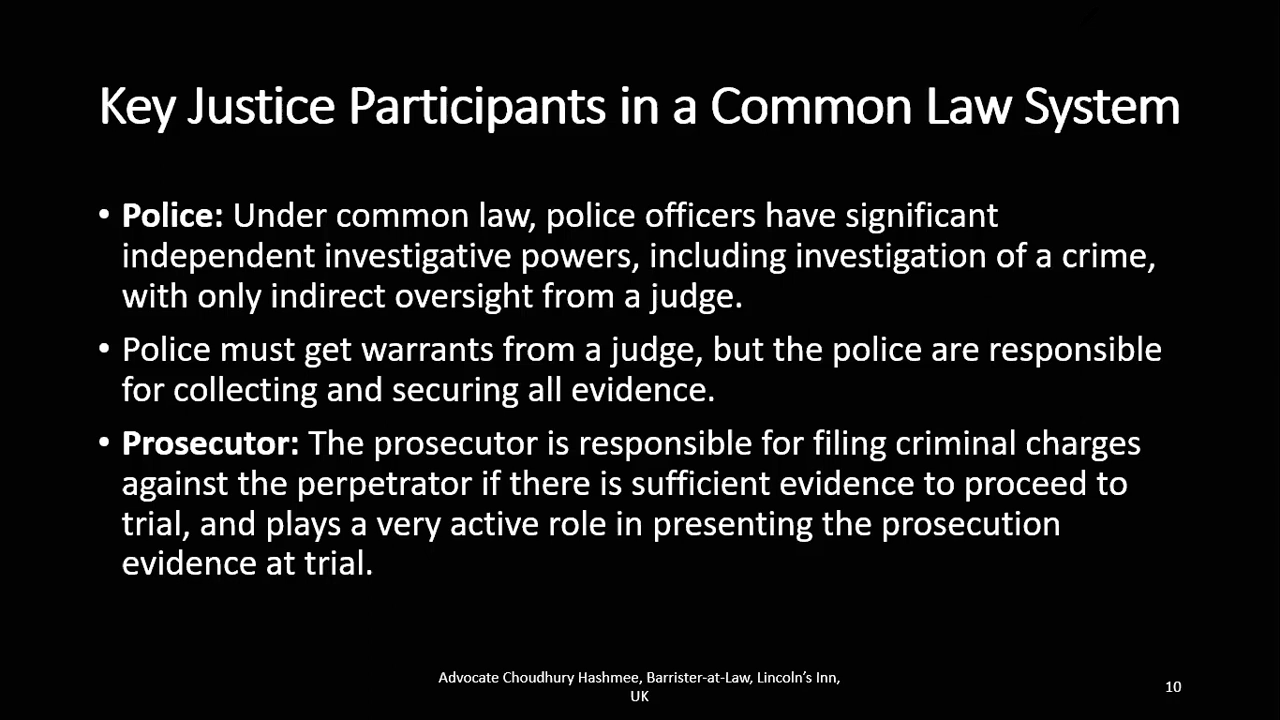 Key Justice Participants in a Common Law System
• Police: Under common law, police officers have significant
independent investigative powers, including investigation of a crime,
with only indirect oversight from a judge.
• Police must get warrants from a judge, but the police are responsible
for collecting and securing all evidence.
• Prosecutor: The prosecutor is responsible for filing criminal charges
against the perpetrator if there is sufficient evidence to proceed to
trial, and plays a very active role in presenting the prosecution
evidence at trial.
Advocate Choudhury Hashmee, Barrister-at-Law, Lincoln’s Inn,
UK
10